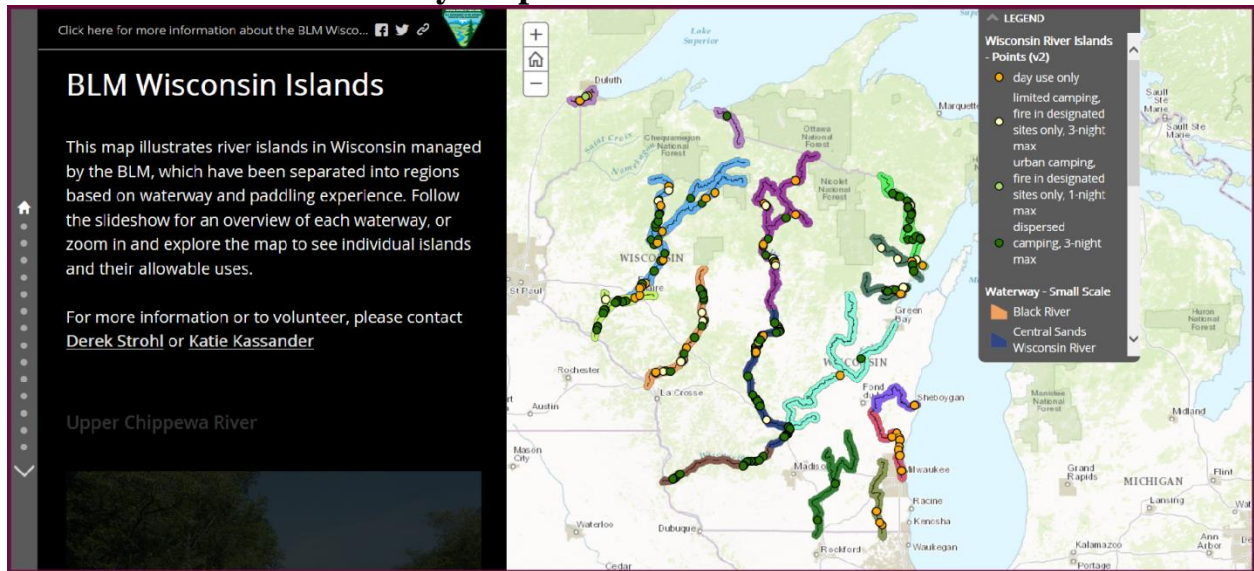 Click here for more information about the BLM Wisco...
BLM Wisconsin Islands
This map illustrates river islands in Wisconsin managed
by the BLM, which have been separated into regions
based on waterway and paddling experience. Follow
the slideshow for an overview of each waterway, or
zoom in and explore the map to see individual islands
and their allowable uses.
For more information or to volunteer, please contact
Derek Strohl or Katie Kassander
Upper Chippewa River
+
−
Lake
Superior
Duluth
Marquette
Saint Croix
Chequamegon
National
Forest
Namekagon
Ottawa
National
Forest
Nicolet
National
Forest
WISCONSIN
St Paul
Green
Bay
WISCONSIN
Rochester
La Crosse
Austin
Fond
du
Sheboygan
Mason
City
Madison
Milwaukee
Racine
Kenosha
Waterloo
Dubuque
Rockford
Waukegan
Cedar
LEGEND
Wisconsin River Islands
- Points (v2)
day use only
limited camping,
fire in designated
sites only, 3-night
max
urban camping,
fire in designated
sites only, 1-night
max
dispersed
camping, 3-night
max
Waterway - Small Scale
Black River
Central Sands
Wisconsin River
Sault
Ste
Marie
Sault Ste
Marie
Huron
National
Forest
Manistee
National
Forest
Midland
Grand
Rapids
MICHIGAN
Flint
Lansing
Kalamazoo
Ann
Arbor
Portage